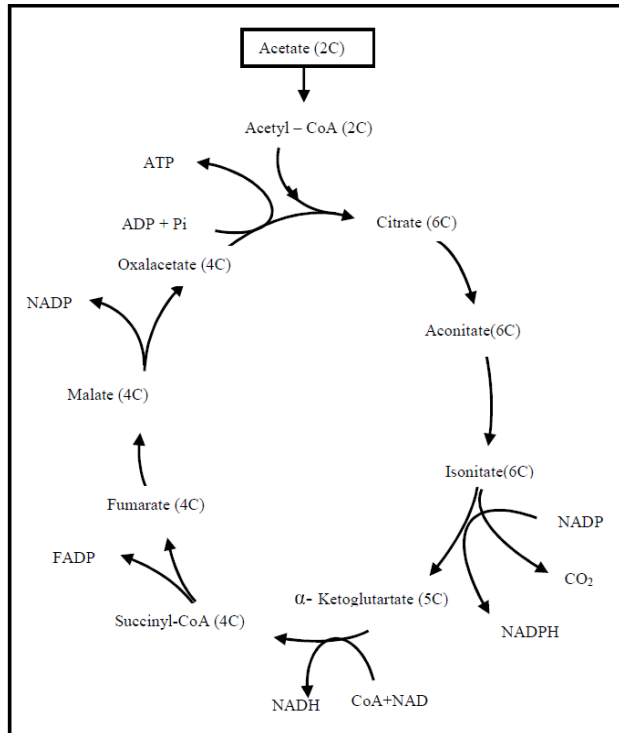 Acetate (2C)
Acetyl – CoA (2C)
ATP
ADP + Pi
Citrate (6C)
Oxalacetate (4C)
NADP
Aconitate(6C)
Malate (4C)
Isonitate(6C)
Fumarate (4C)
NADP
FADP
CO₂
α- Ketoglutartate (5C)
Succinyl-CoA (4C)
NADPH
NADH
CoA+NAD